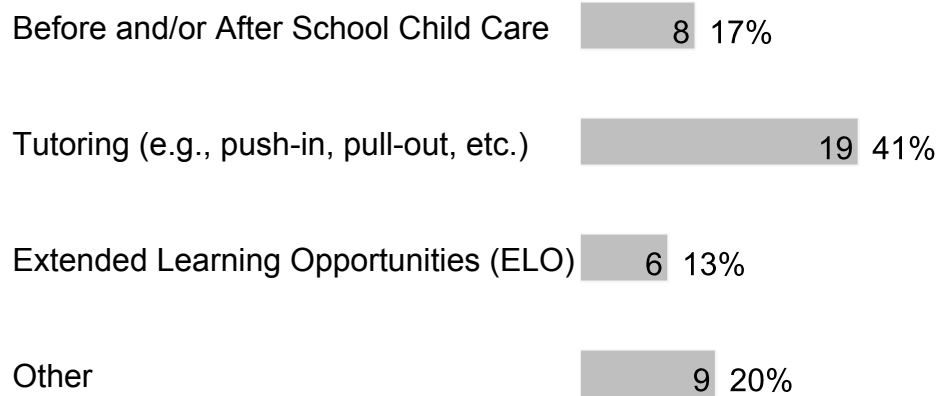 Before and/or After School Child Care 8 17%
Tutoring (e.g., push-in, pull-out, etc.) 19 41%
Extended Learning Opportunities (ELO) 6 13%
Other 9 20%